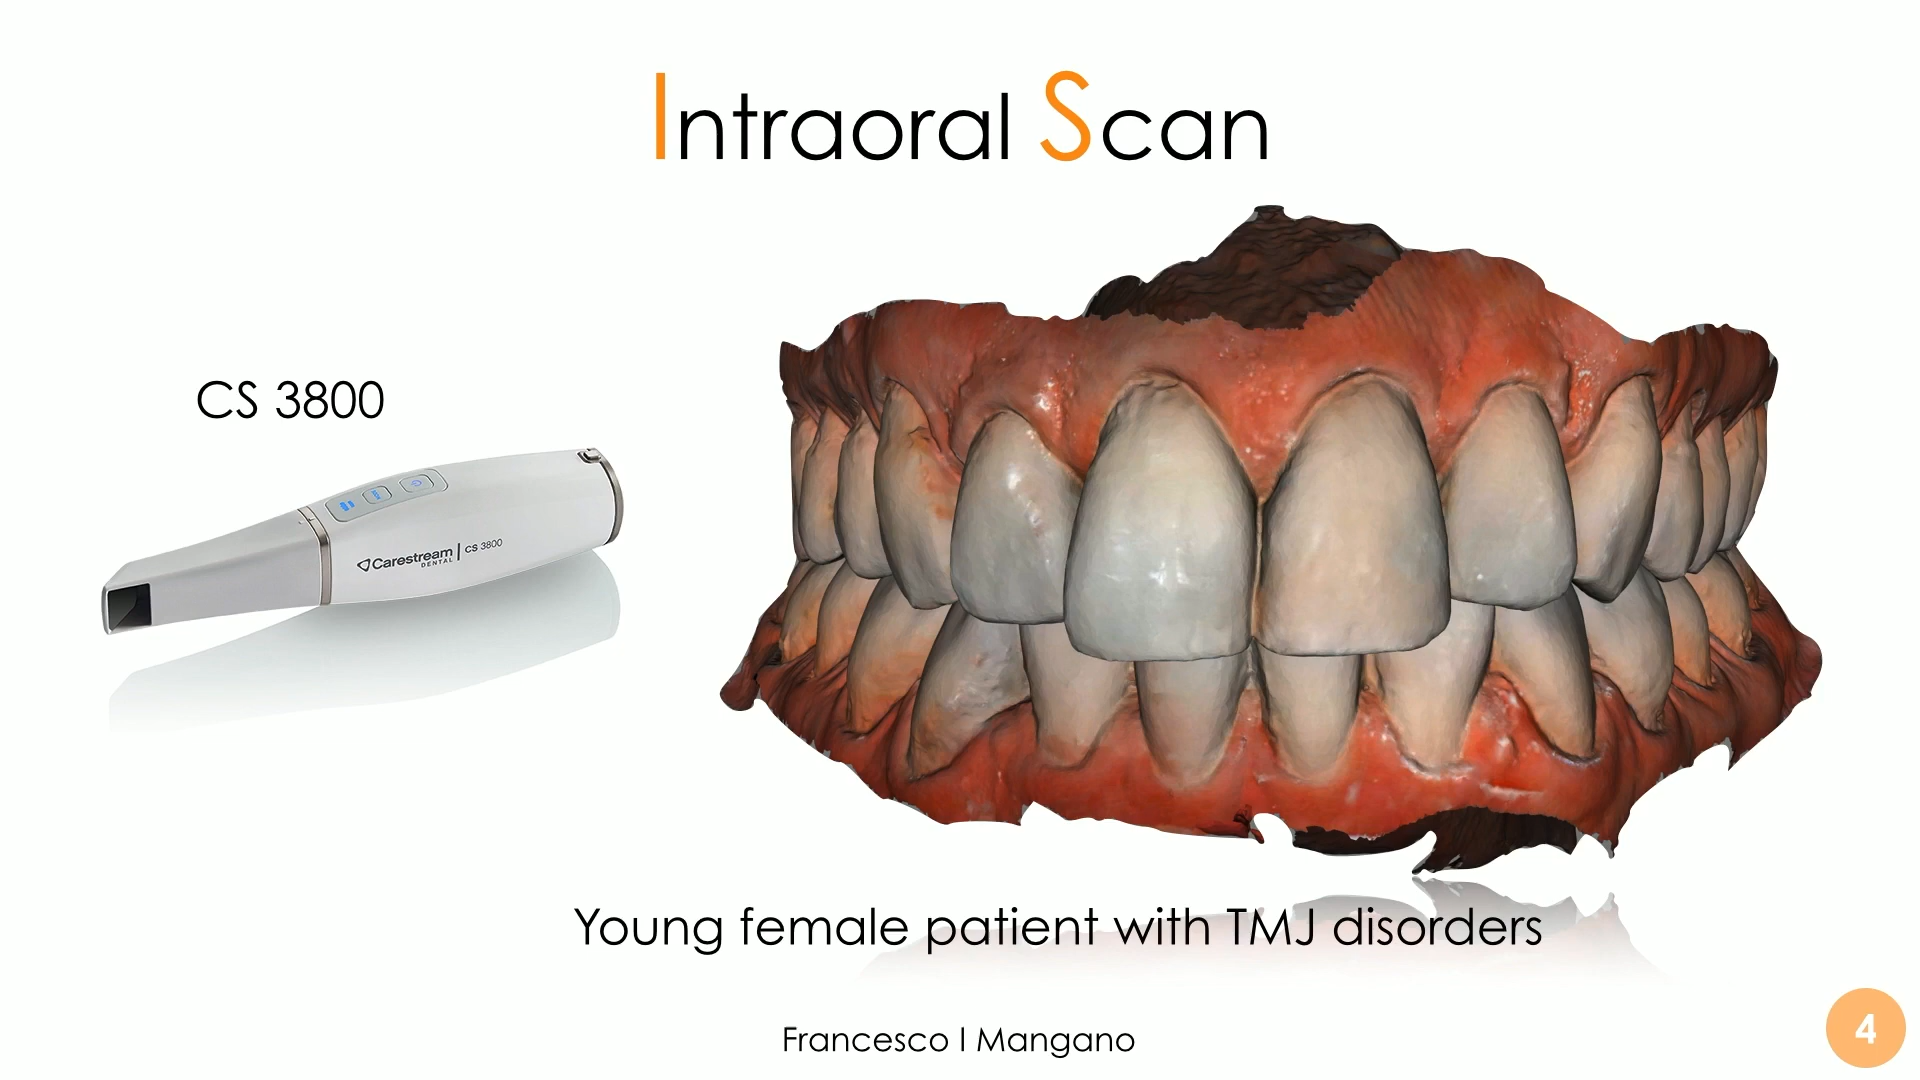 Intraoral Scan
CS 3800
Carestream | CS 3800
DENTAL
Young female patient with TMJ disorders
Francesco I Mangano
4